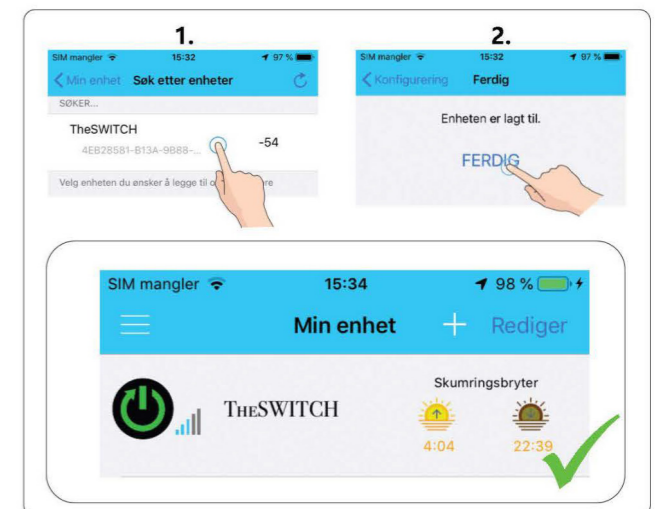 1.
SIM mangler 15:32 97 %
Min enhet Søk etter enheter
SØKER...
TheSWITCH
4EB28581-B13A-9B88-... -54
Velg enheten du ønsker å legge til
2.
SIM mangler 15:32 97 %
Konfigurering Ferdig
Enheten er lagt til.
FERDIG
SIM mangler 15:34 98 %
Min enhet + Rediger
Skumringsbryter
THESWITCH
4:04 22:39